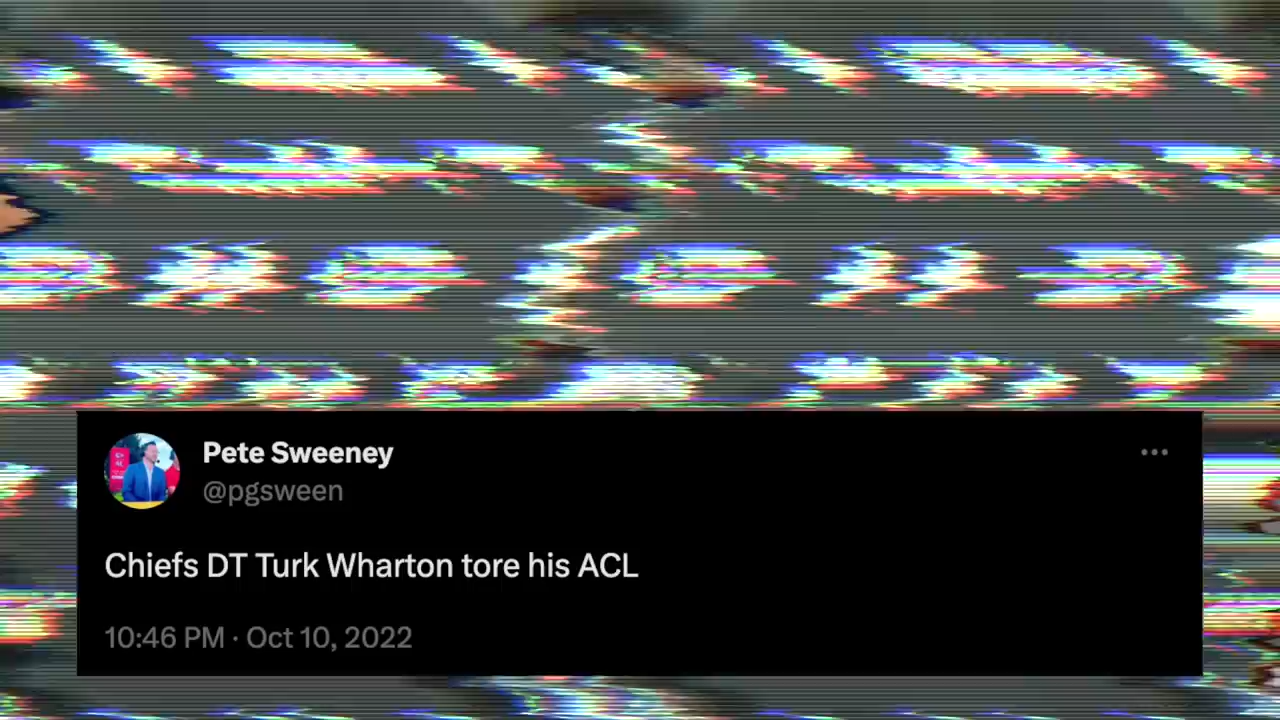 Pete Sweeney
@pgsween
Chiefs DT Turk Wharton tore his ACL
10:46 PM · Oct 10, 2022